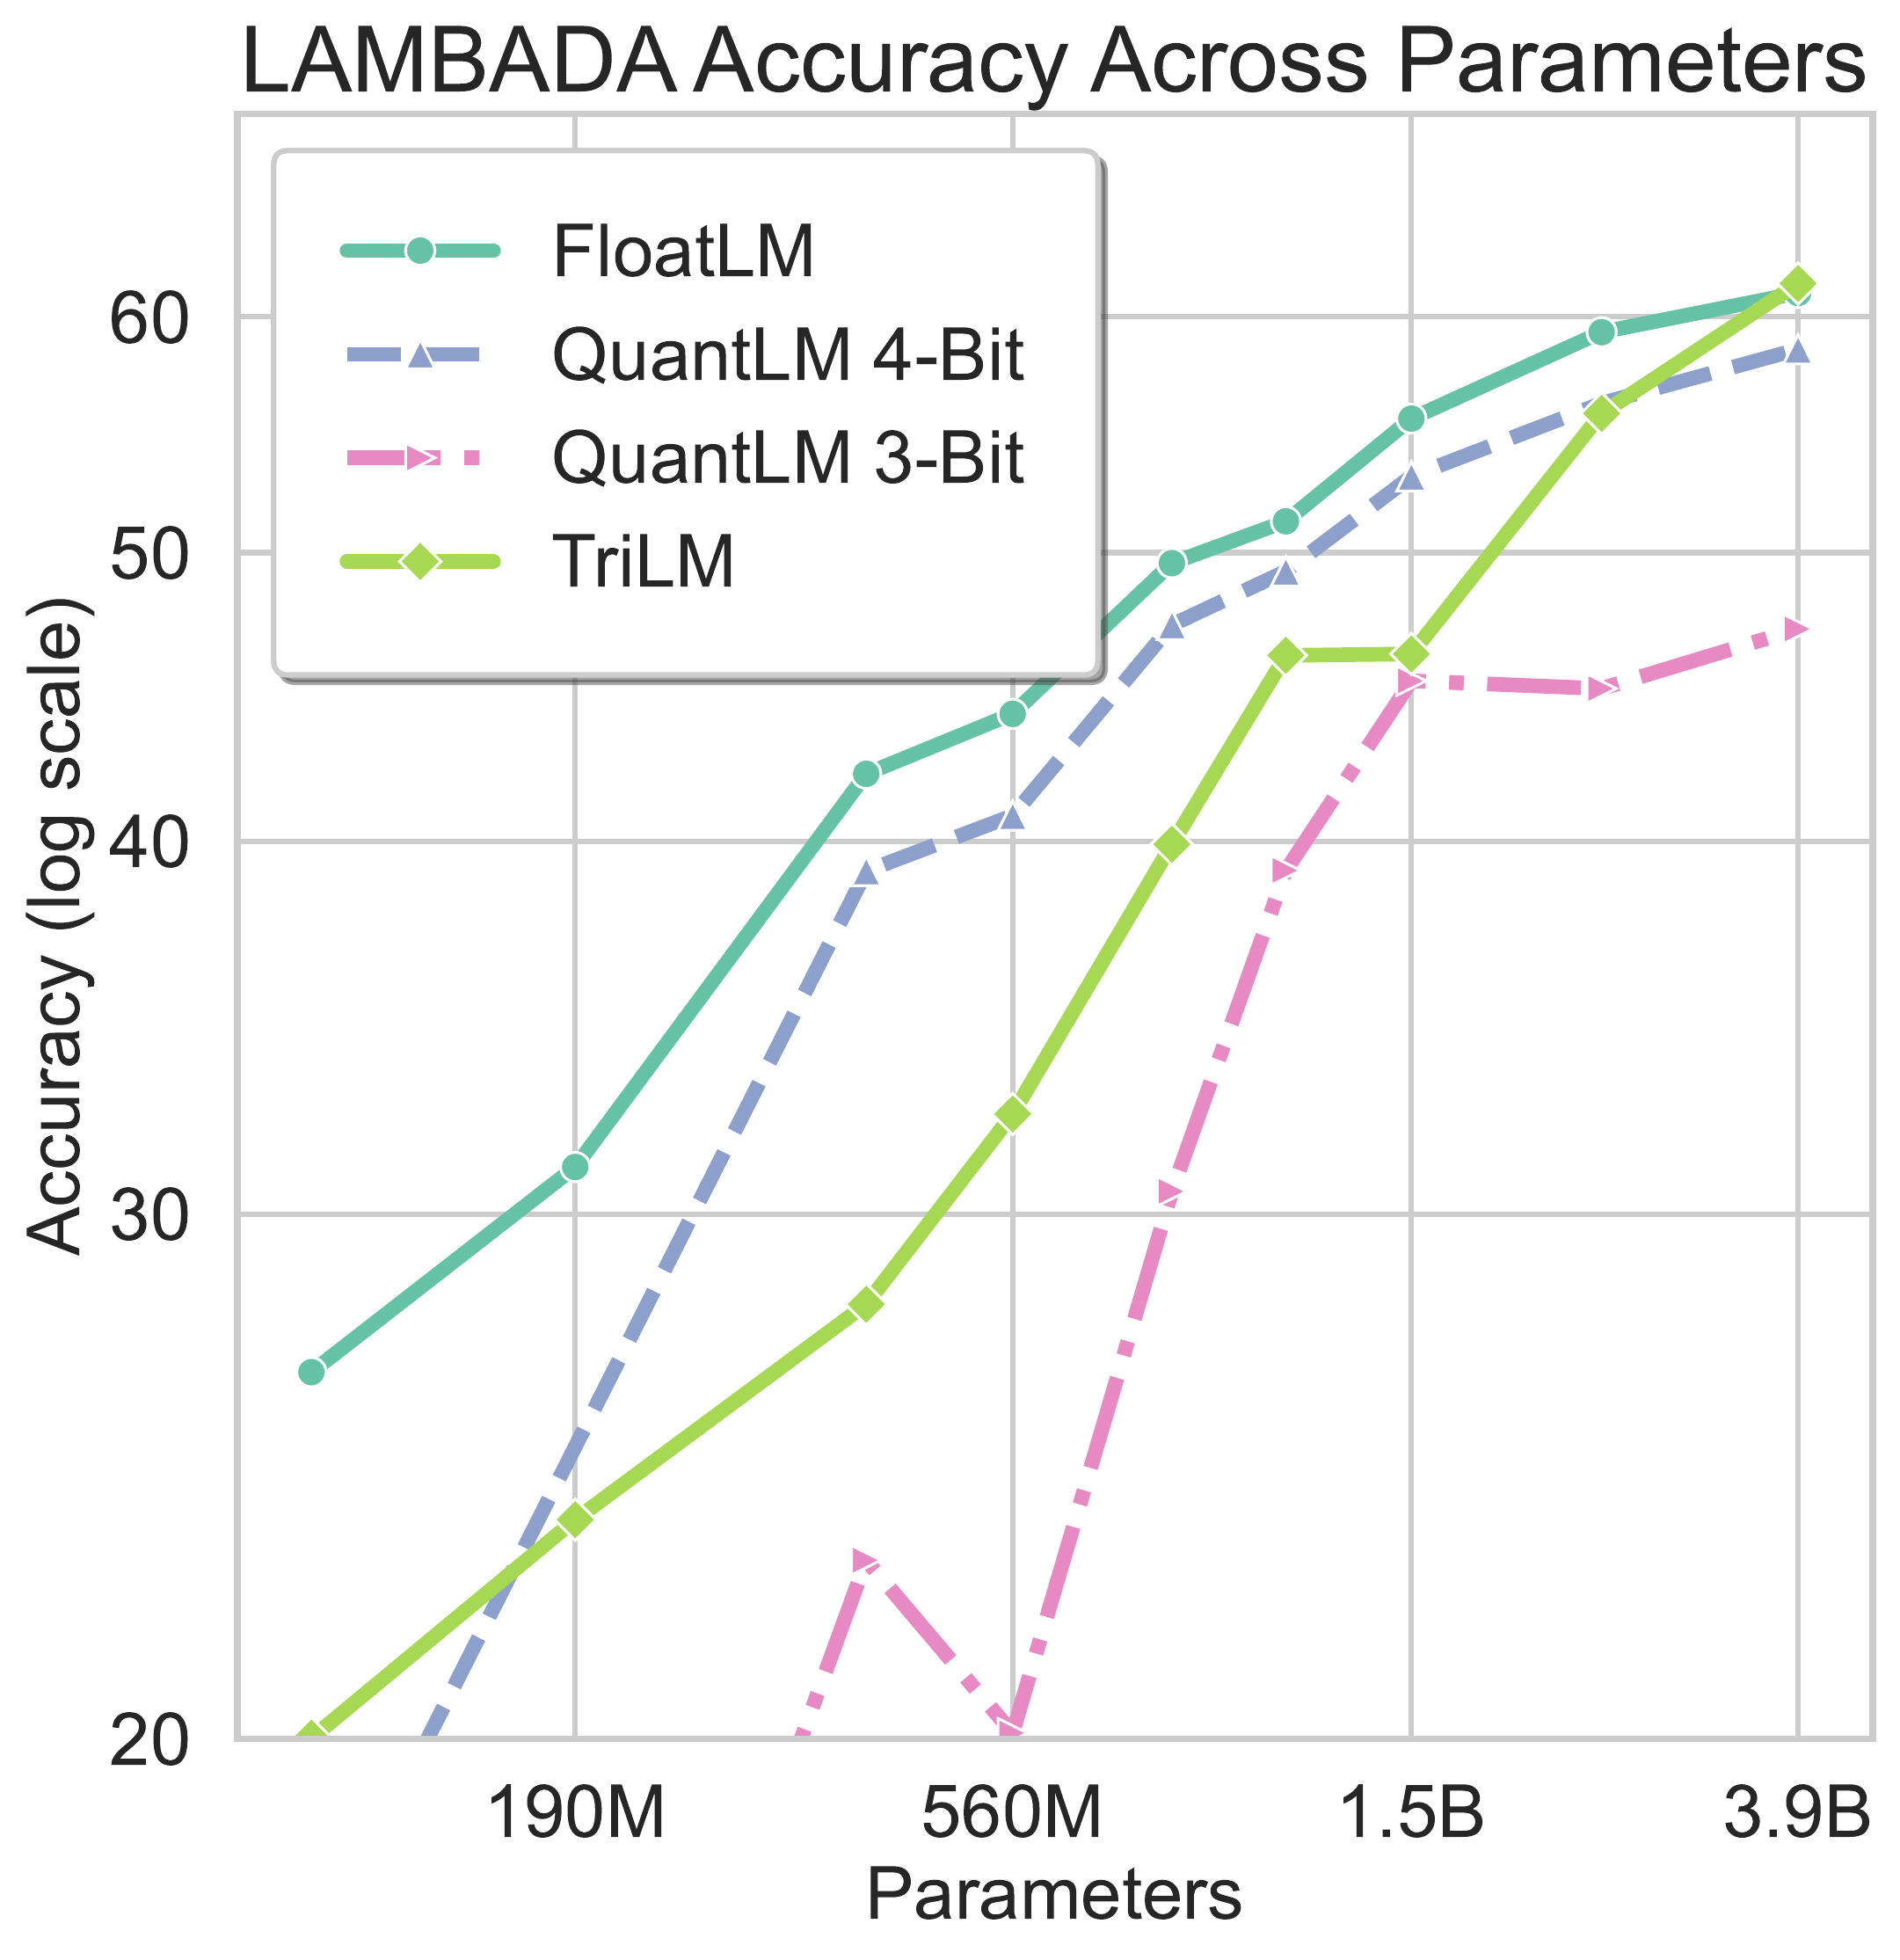 LAMBADA Accuracy Across Parameters
FloatLM
QuantLM 4-Bit
QuantLM 3-Bit
TriLM
Accuracy (log scale)
60
50
40
30
20
190M
560M
1.5B
3.9B
Parameters